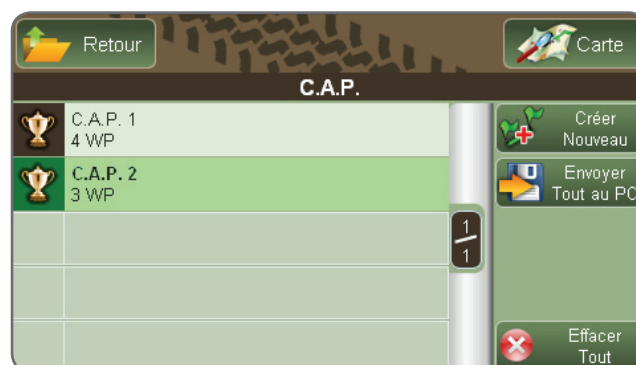 Retour
Carte
C.A.P.
C.A.P. 1
4 WP
C.A.P. 2
3 WP
1
1
Créer
Nouveau
Envoyer
Tout au PC
Effacer
Tout